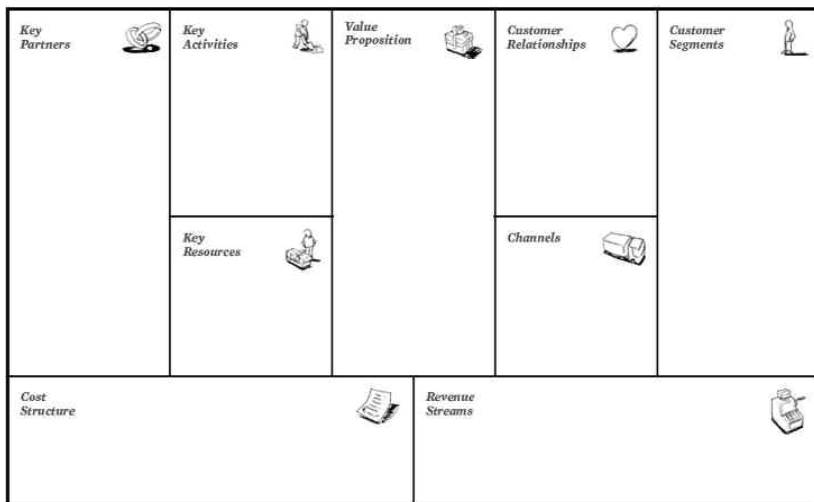 Key
Partners
Key
Activities
Value
Proposition
Customer
Relationships
Customer
Segments
Key
Resources
Channels
Cost
Structure
Revenue
Streams